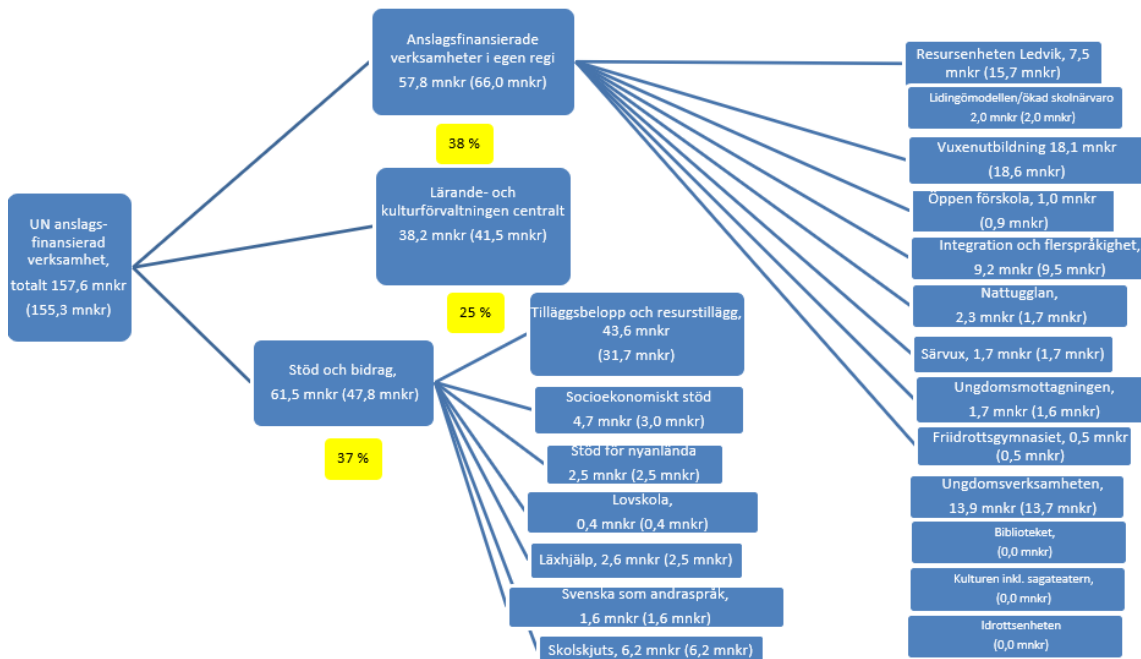 UN anslags-
finansierad
verksamhet,
totalt 157,6 mnkr
(155,3 mnkr)
Anslagsfinansierade
verksamheter i egen regi
57,8 mnkr (66,0 mnkr)
38 %
Lärande- och
kulturförvaltningen centralt
38,2 mnkr (41,5 mnkr)
25 %
Stöd och bidrag,
61,5 mnkr (47,8 mnkr)
37 %
Tilläggsbelopp och resurstillägg,
43,6 mnkr
(31,7 mnkr)
Socioekonomiskt stöd
4,7 mnkr (3,0 mnkr)
Stöd för nyanlända
2,5 mnkr (2,5 mnkr)
Lovskola,
0,4 mnkr (0,4 mnkr)
Läxhjälp, 2,6 mnkr (2,5 mnkr)
Svenska som andraspråk,
1,6 mnkr (1,6 mnkr)
Skolskjuts, 6,2 mnkr (6,2 mnkr)
Resursenheten Ledvik, 7,5
mnkr (15,7 mnkr)
Lidingömodellen/ökad skolnärvaro
2,0 mnkr (2,0 mnkr)
Vuxenutbildning 18,1 mnkr
(18,6 mnkr)
Öppen förskola, 1,0 mnkr
(0,9 mnkr)
Integration och flerspråkighet,
9,2 mnkr (9,5 mnkr)
Nattugglan,
2,3 mnkr (1,7 mnkr)
Särvux, 1,7 mnkr (1,7 mnkr)
Ungdomsmottagningen,
1,7 mnkr (1,6 mnkr)
Friidrottsgymnasiet, 0,5 mnkr
(0,5 mnkr)
Ungdomsverksamheten,
13,9 mnkr (13,7 mnkr)
Biblioteket,
(0,0 mnkr)
Kulturen inkl. sagateatern,
(0,0 mnkr)
Idrottsenheten
(0,0 mnkr)